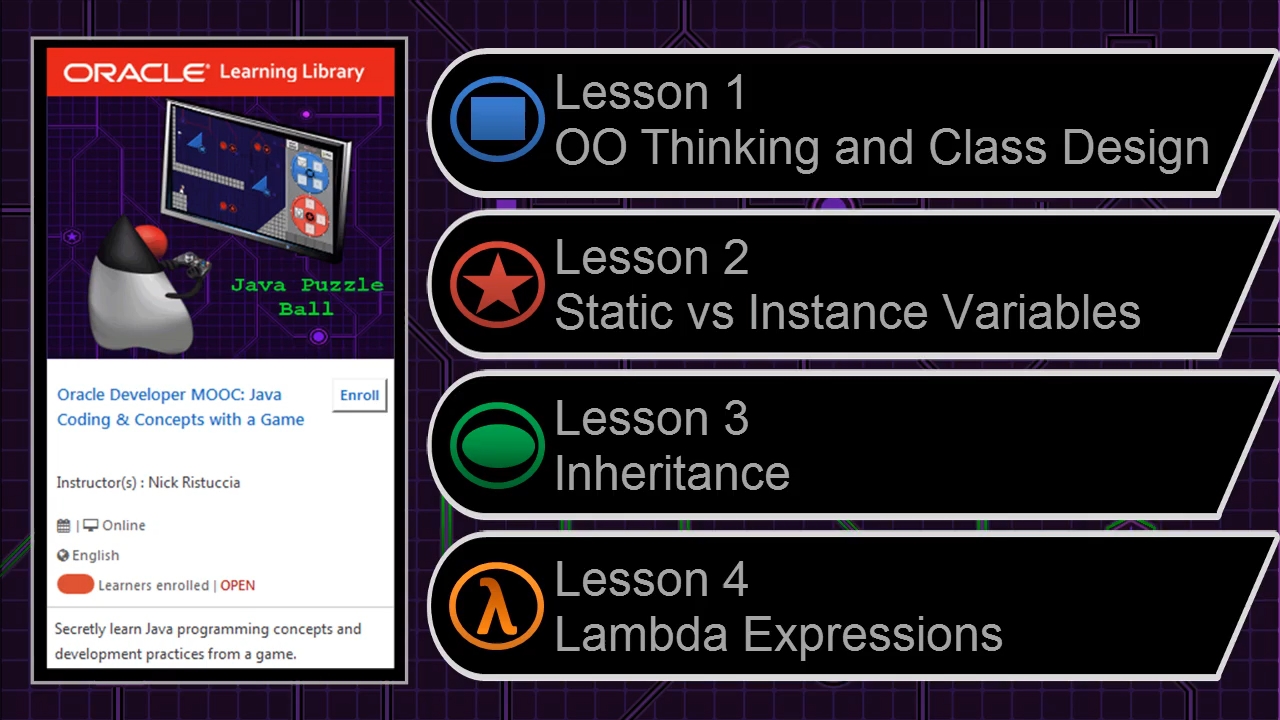 ORACLE® Learning Library
Java Puzzle
Ball
Oracle Developer MOOC: Java
Coding & Concepts with a Game
Enroll
Instructor(s) : Nick Ristuccia
| Online
English
Learners enrolled | OPEN
Secretly learn Java programming concepts and
development practices from a game.
Lesson 1
OO Thinking and Class Design
Lesson 2
Static vs Instance Variables
Lesson 3
Inheritance
λ
Lesson 4
Lambda Expressions